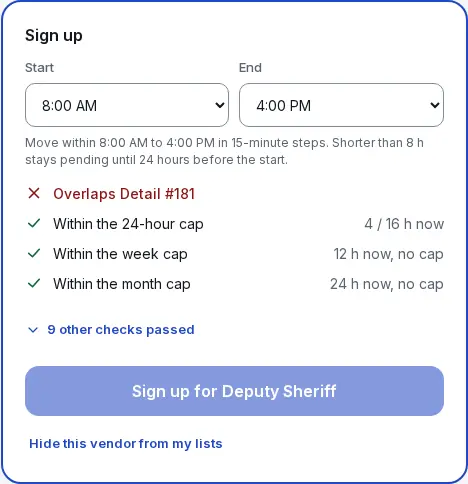 Sign up
Start End
8:00 AM 4:00 PM
Move within 8:00 AM to 4:00 PM in 15-minute steps. Shorter than 8 h
stays pending until 24 hours before the start.
Overlaps Detail #181
Within the 24-hour cap 4 / 16 h now
Within the week cap 12 h now, no cap
Within the month cap 24 h now, no cap
9 other checks passed
Sign up for Deputy Sheriff
Hide this vendor from my lists